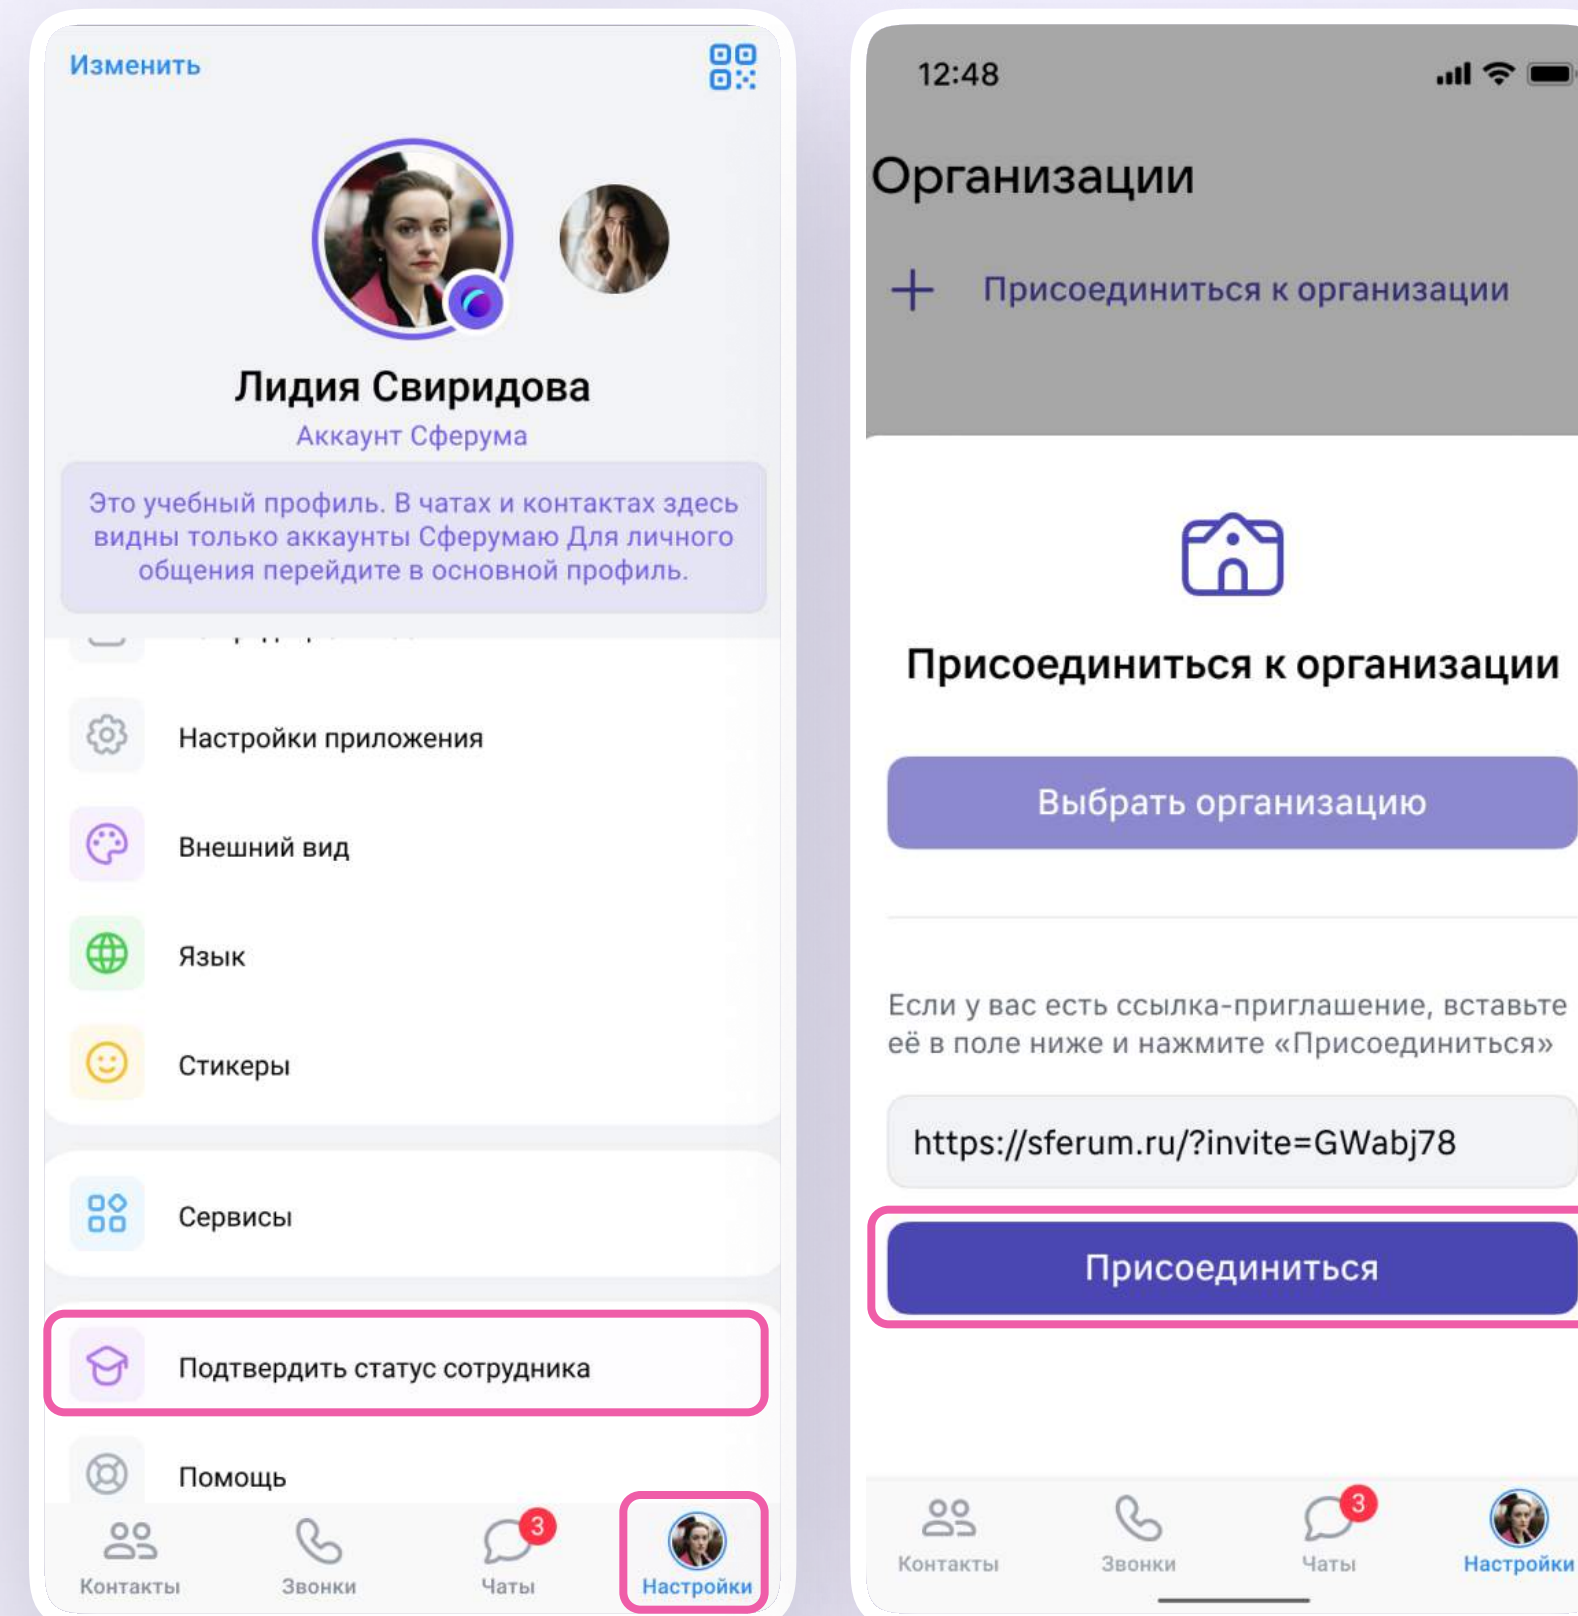 Изменить
Лидия Свиридова
Аккаунт Сферума
Это учебный профиль. В чатах и контактах здесь
видны только аккаунты Сферумаю Для личного
общения перейдите в основной профиль.
Настройки приложения
Внешний вид
Язык
Стикеры
Сервисы
Подтвердить статус сотрудника
Помощь
3
Контакты
Звонки
Чаты
Настройки
12:48
Организации
Присоединиться к организации
Присоединиться к организации
Выбрать организацию
Если у вас есть ссылка-приглашение, вставьте
её в поле ниже и нажмите «Присоединиться»
https://sferum.ru/?invite=GWabj78
Присоединиться
3
Контакты
Звонки
Чаты
Настройки